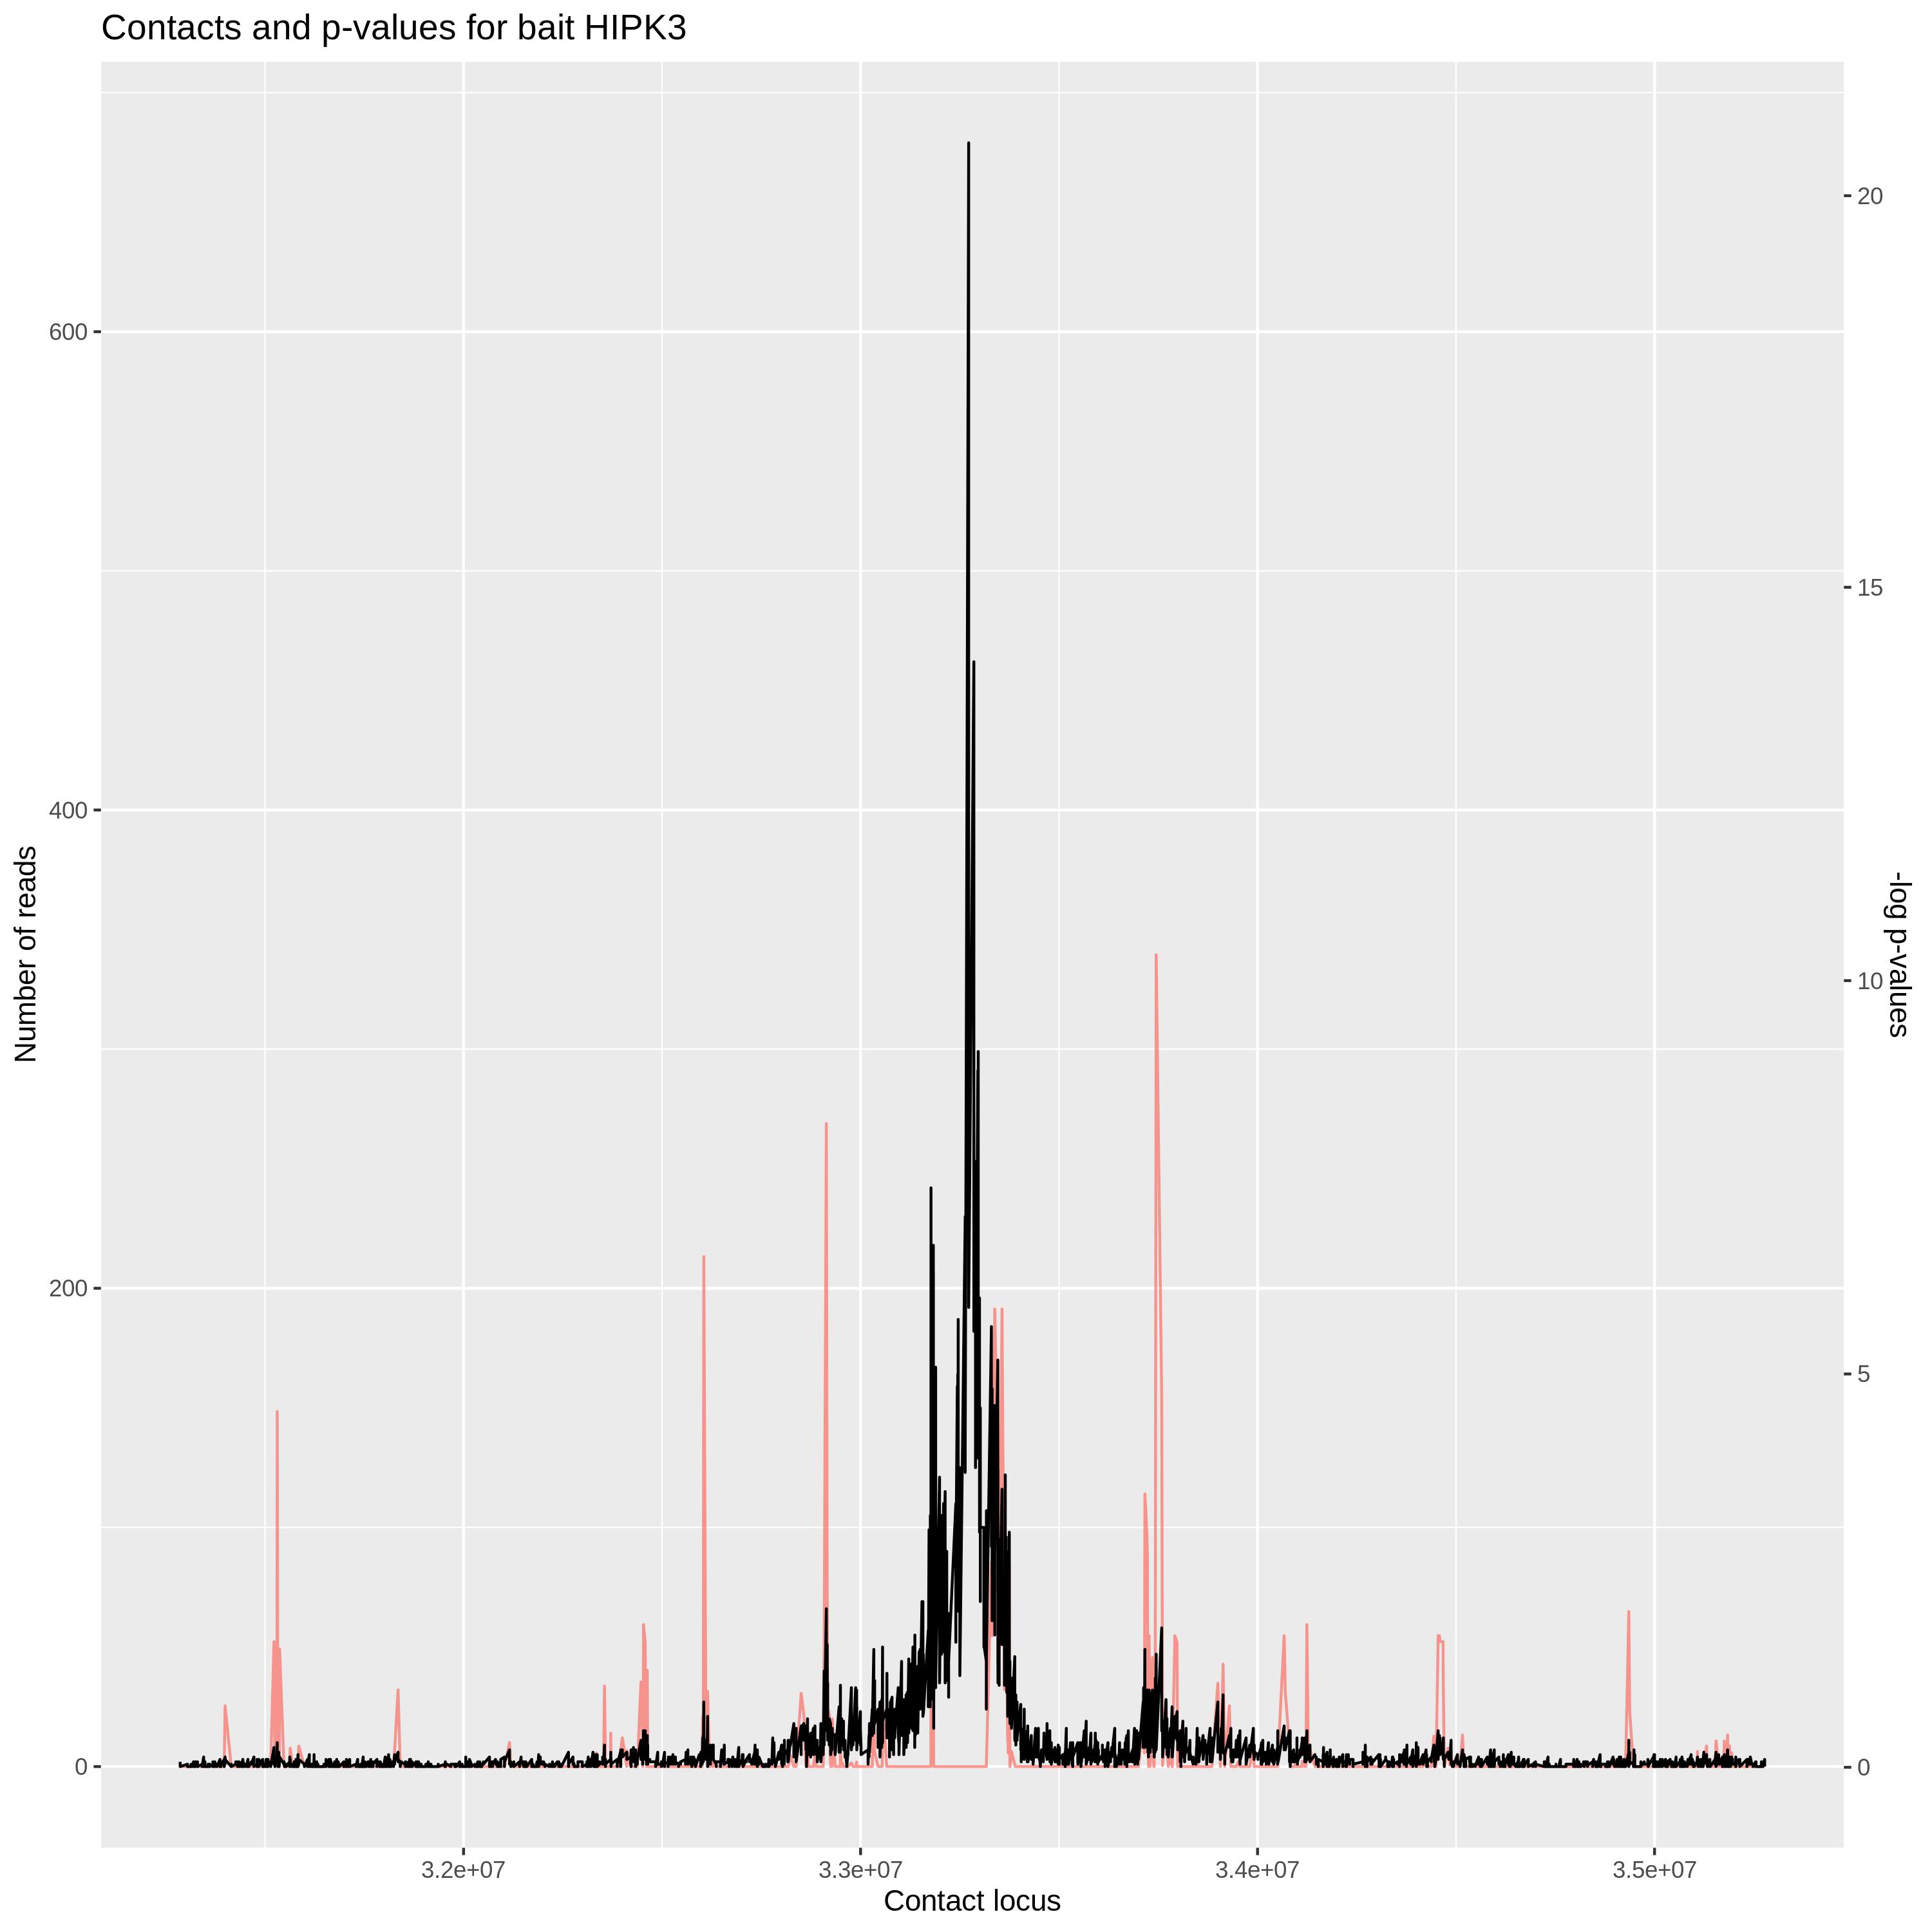 Contacts and p-values for bait HIPK3
Number of reads
600
400
200
0
20
15
10
5
0
-log p-values
3.2e+07
3.3e+07
3.4e+07
3.5e+07
Contact locus